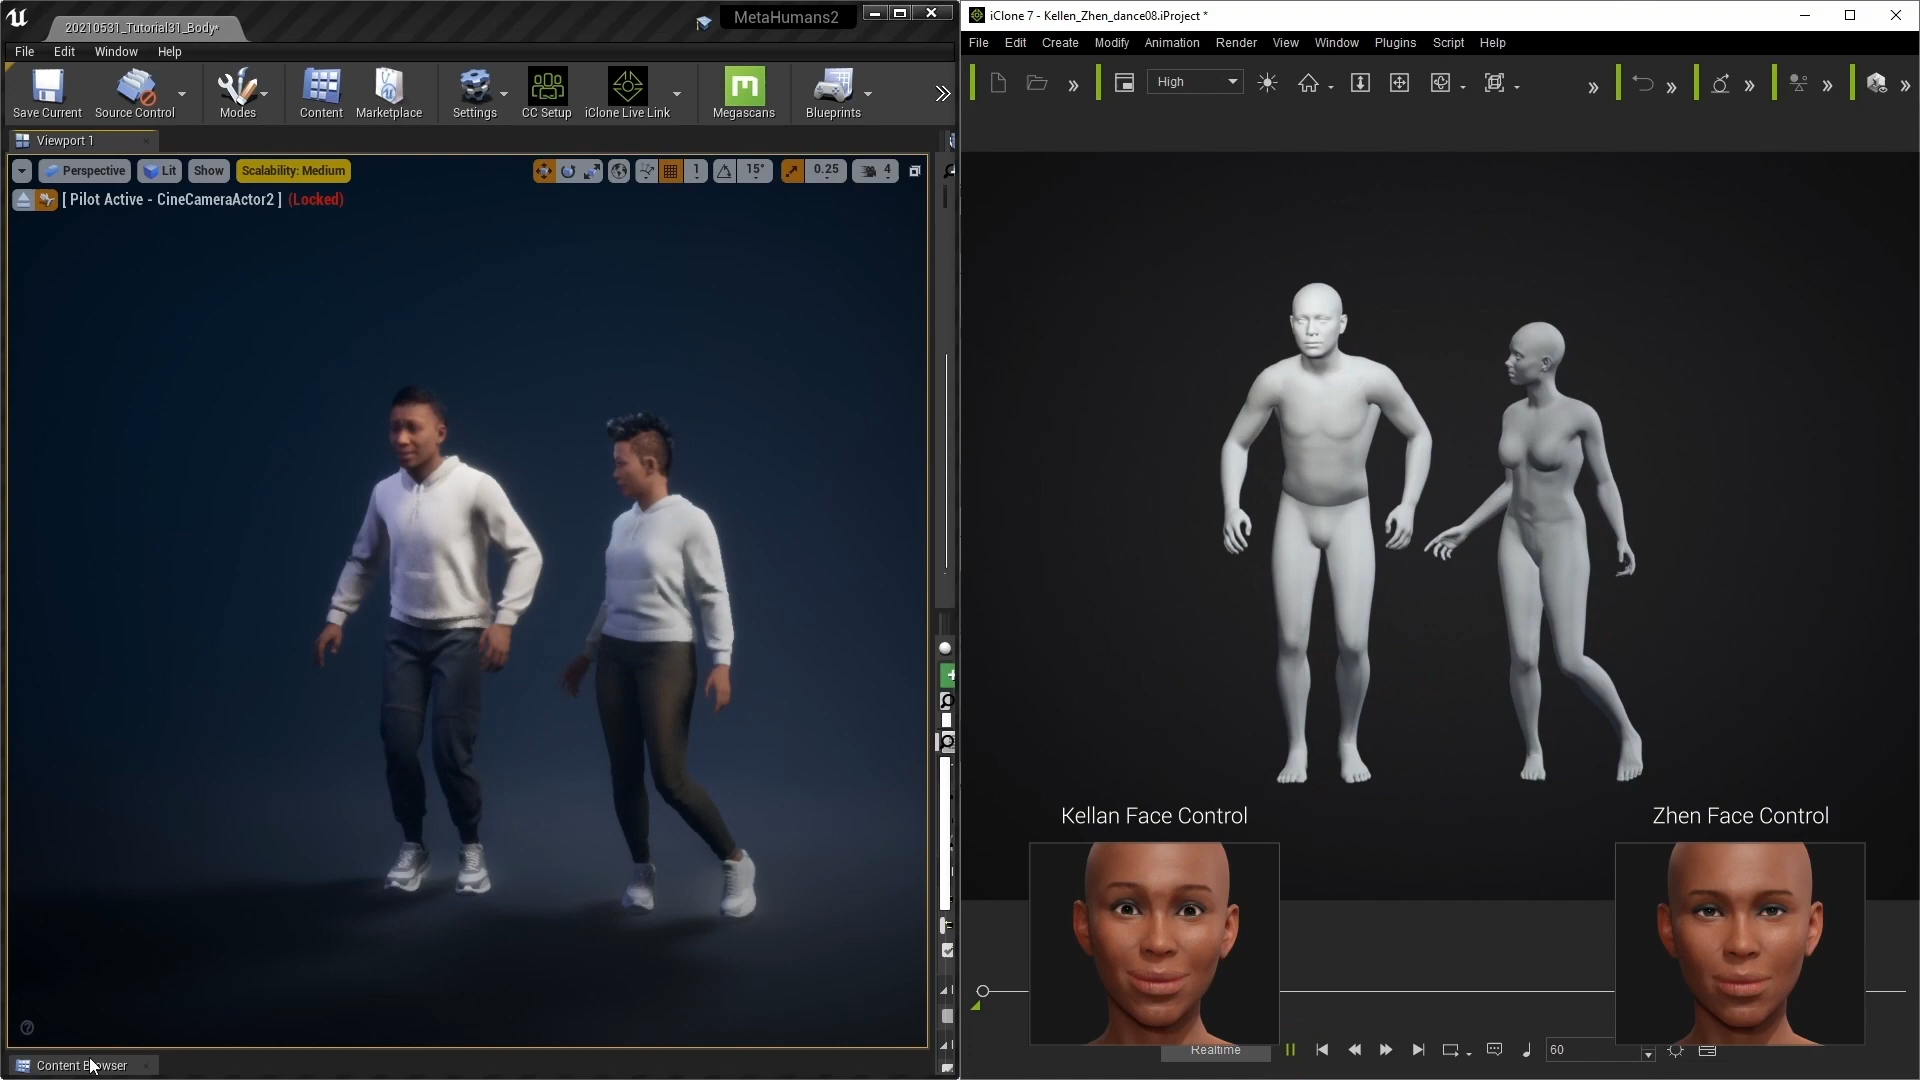 20210531_Tutorial31_Body*
MetaHumans2
File Edit Window Help
Save Current Source Control Modes Content Marketplace Settings CC Setup iClone Live Link Megascans Blueprints
Viewport 1
Perspective Lit Show Scalability: Medium 1 15° 0.25 4
[ Pilot Active - CineCameraActor2 ] (Locked)
Content Browser
iClone 7 - Kellen_Zhen_dance08.iProject *
File Edit Create Modify Animation Render View Window Plugins Script Help
High
Kellan Face Control
Zhen Face Control
Realtime 60